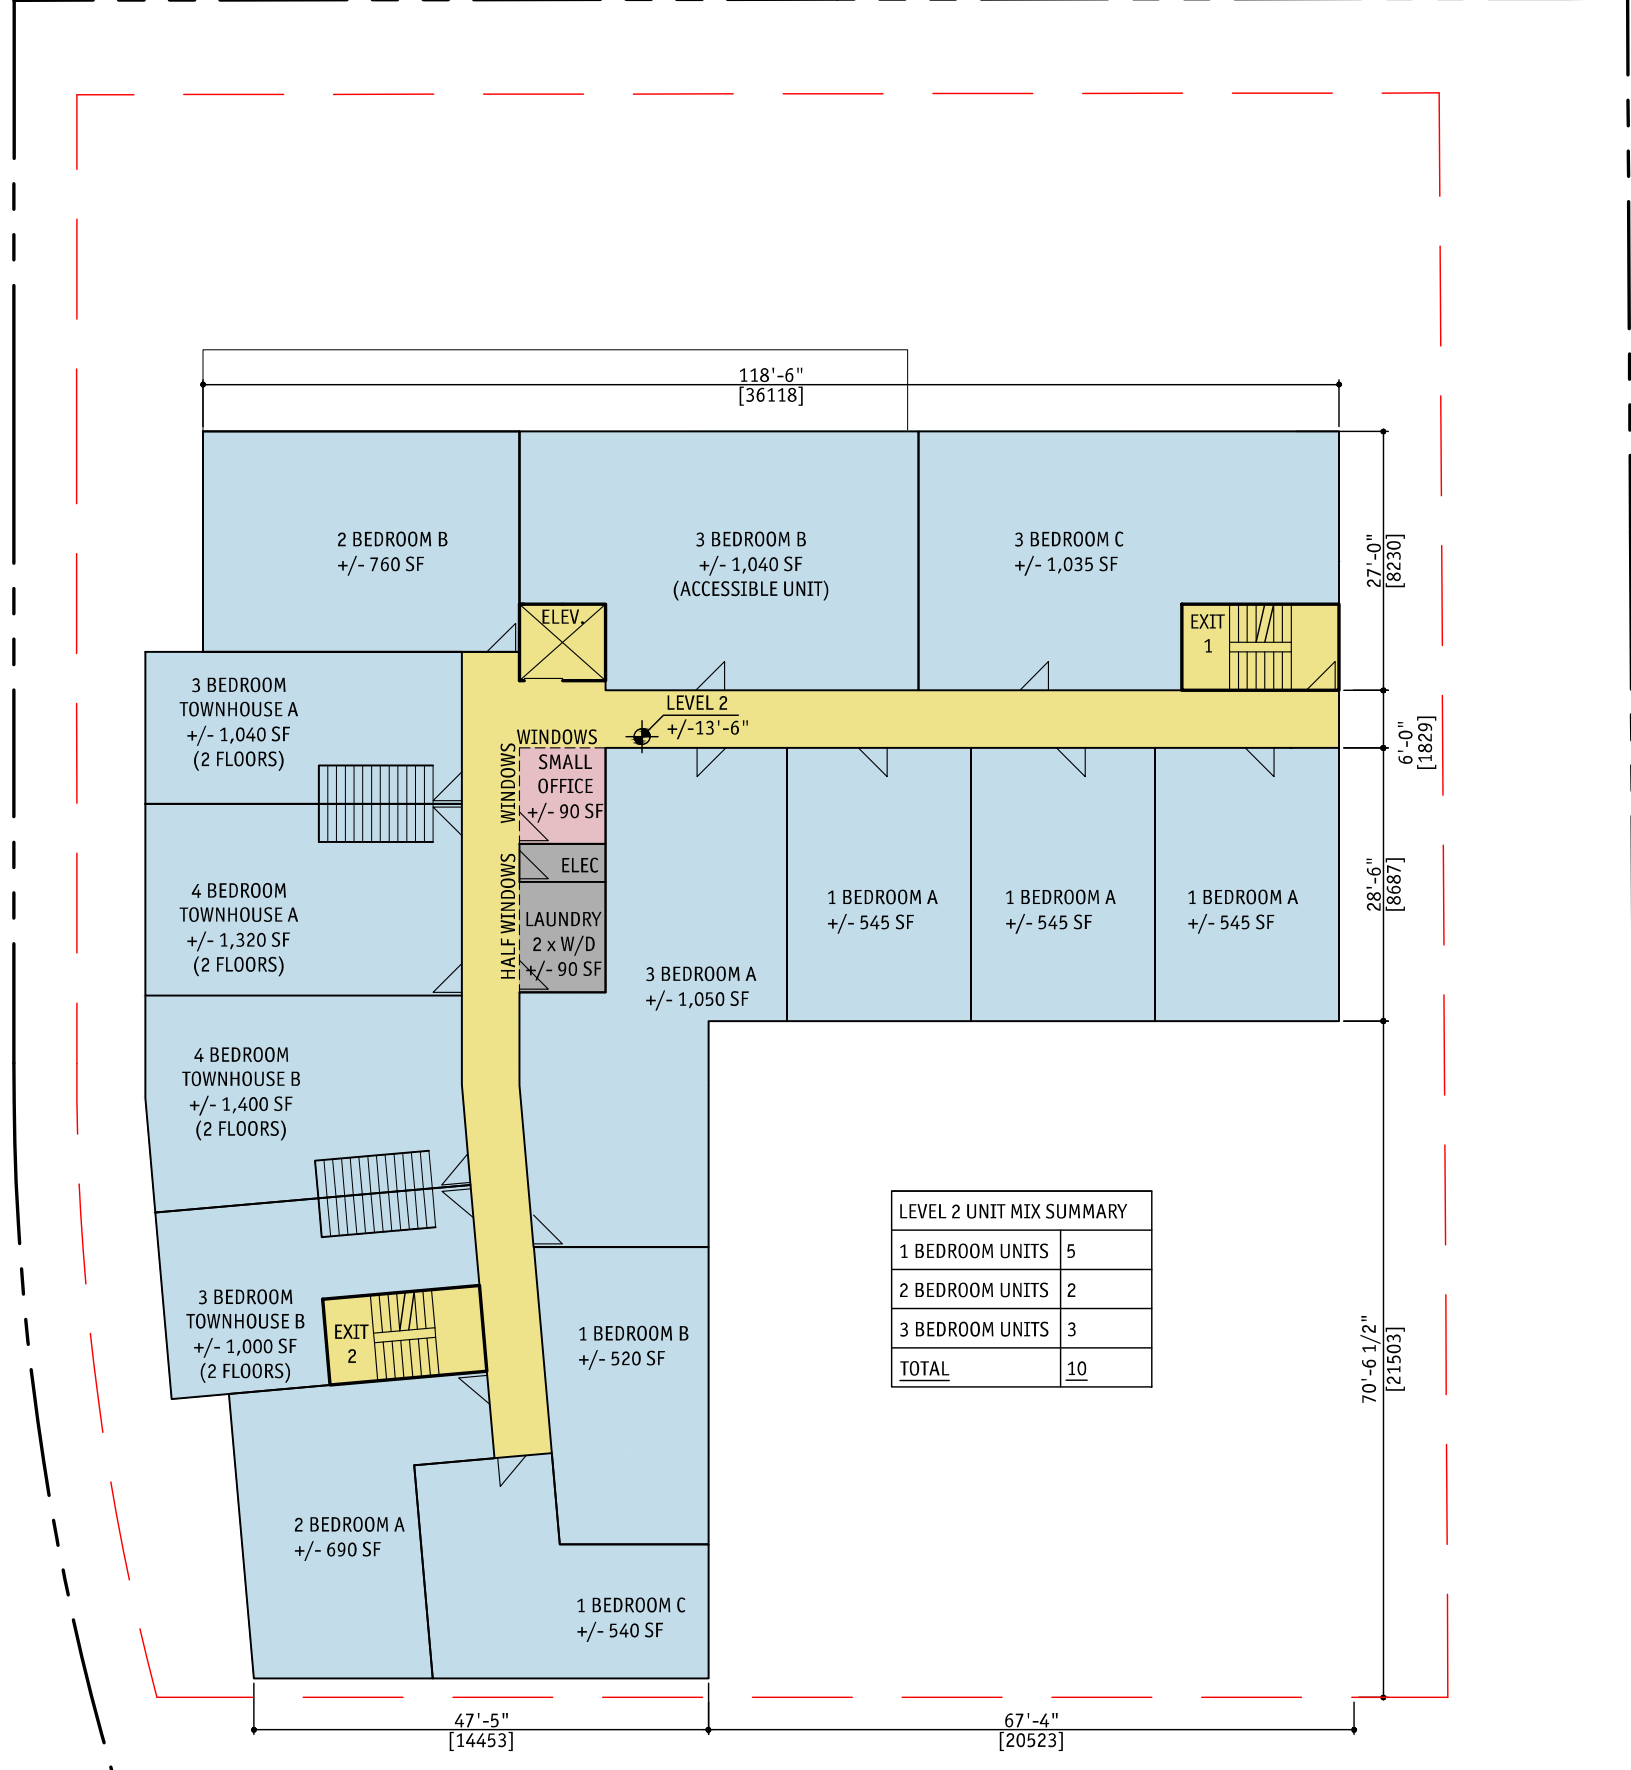 118'-6"
[36118]
2 BEDROOM B
+/- 760 SF
3 BEDROOM B
+/- 1,040 SF
(ACCESSIBLE UNIT)
3 BEDROOM C
+/- 1,035 SF
27'-0"
[8230]
ELEV.
EXIT
1
3 BEDROOM
TOWNHOUSE A
+/- 1,040 SF
(2 FLOORS)
LEVEL 2
+/-13'-6"
6'-0"
[1829]
WINDOWS
WINDOWS
SMALL
OFFICE
+/- 90 SF
HALF WINDOWS
ELEC
LAUNDRY
2 x W/D
+/- 90 SF
4 BEDROOM
TOWNHOUSE A
+/- 1,320 SF
(2 FLOORS)
3 BEDROOM A
+/- 1,050 SF
1 BEDROOM A
+/- 545 SF
1 BEDROOM A
+/- 545 SF
1 BEDROOM A
+/- 545 SF
28'-6"
[8687]
4 BEDROOM
TOWNHOUSE B
+/- 1,400 SF
(2 FLOORS)
3 BEDROOM
TOWNHOUSE B
+/- 1,000 SF
(2 FLOORS)
EXIT
2
1 BEDROOM B
+/- 520 SF
LEVEL 2 UNIT MIX SUMMARY
1 BEDROOM UNITS 5
2 BEDROOM UNITS 2
3 BEDROOM UNITS 3
TOTAL 10
70'-6 1/2"
[21503]
2 BEDROOM A
+/- 690 SF
1 BEDROOM C
+/- 540 SF
47'-5"
[14453]
67'-4"
[20523]